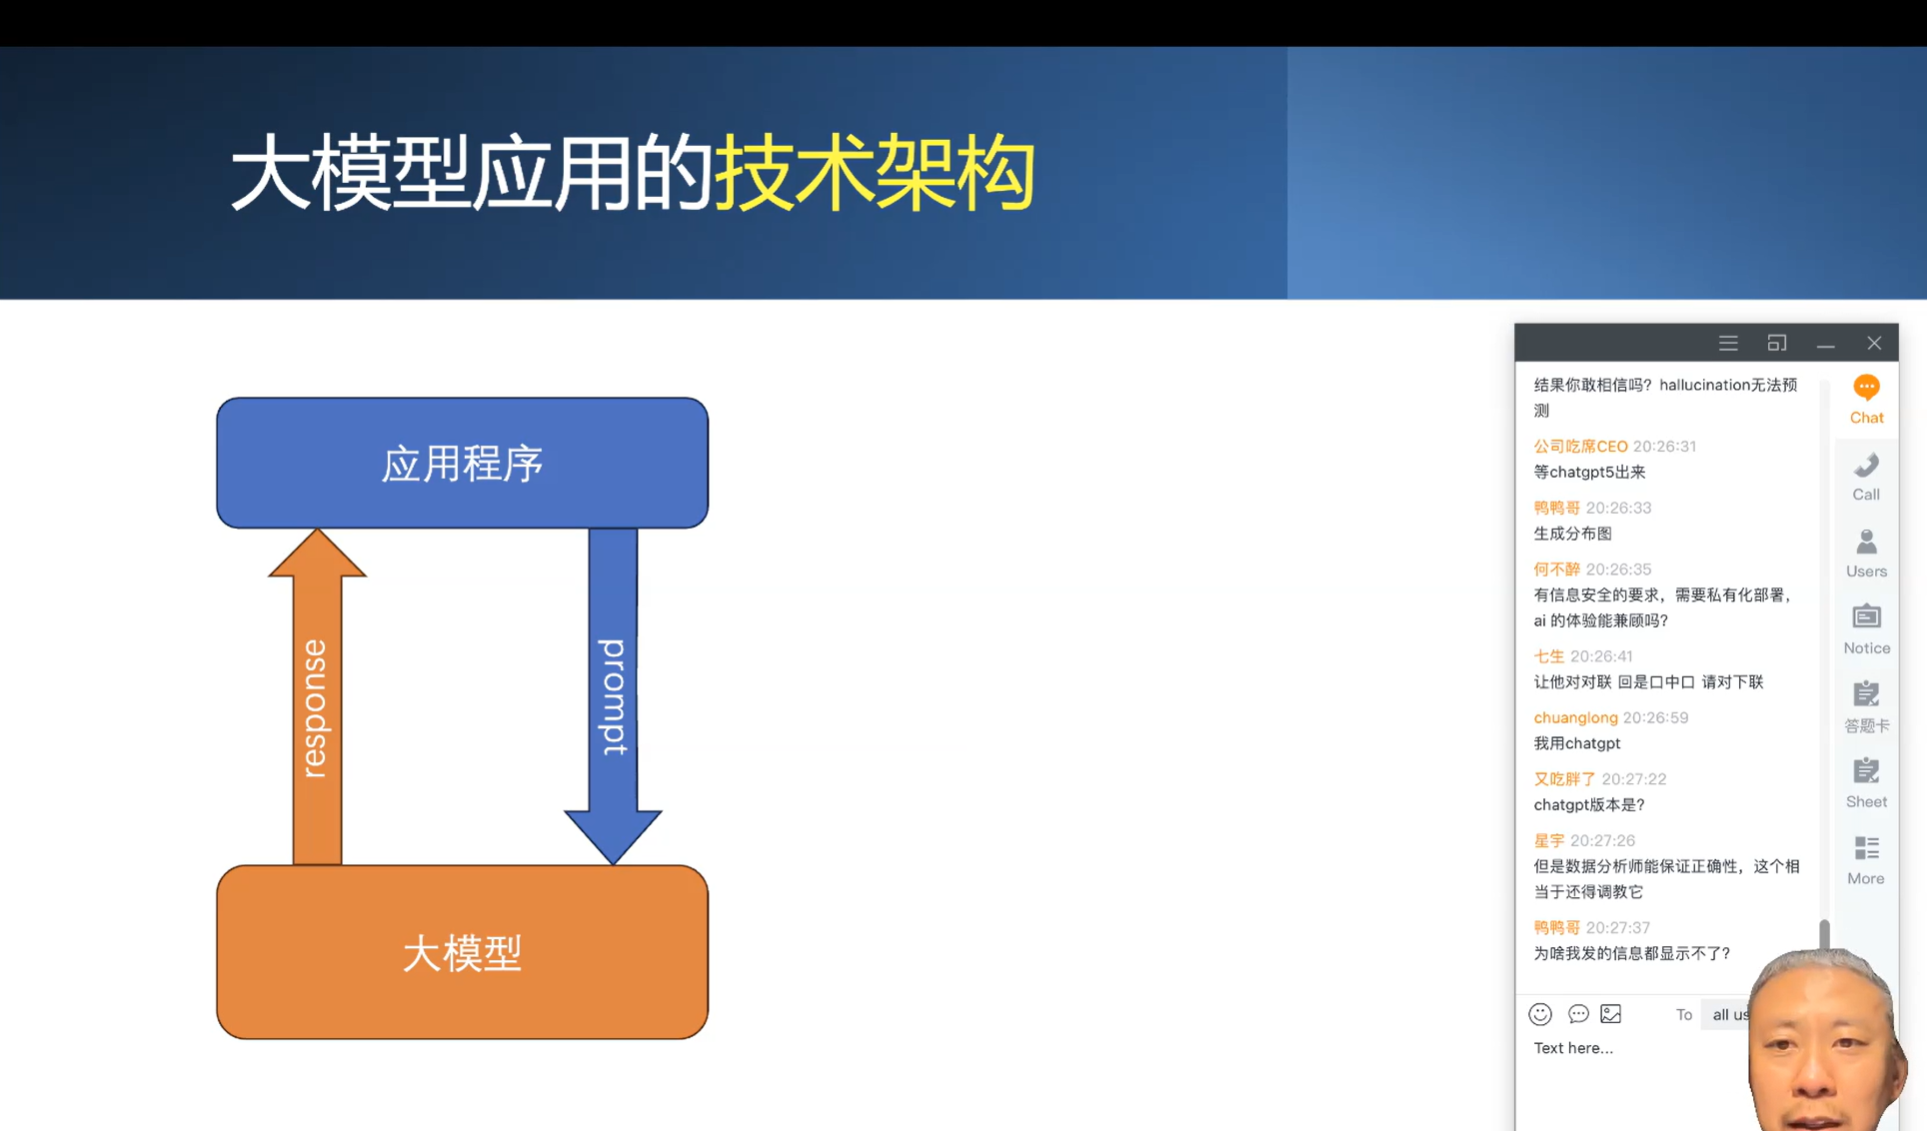 大模型应用的技术架构
应用程序
response
prompt
大模型
结果你敢相信吗？hallucination无法预
测
公司吃席CEO 20:26:31
等chatgpt5出来
鸭鸭哥 20:26:33
生成分布图
何不醉 20:26:35
有信息安全的要求，需要私有化部署，
ai 的体验能兼顾吗？
七生 20:26:41
让他对对联 回是口中口 请对下联
chuanglong 20:26:59
我用chatgpt
又吃胖了 20:27:22
chatgpt版本是？
星宇 20:27:26
但是数据分析师能保证正确性，这个相
当于还得调教它
鸭鸭哥 20:27:37
为啥我发的信息都显示不了？
To all us
Text here...
Chat
Call
Users
Notice
答题卡
Sheet
More